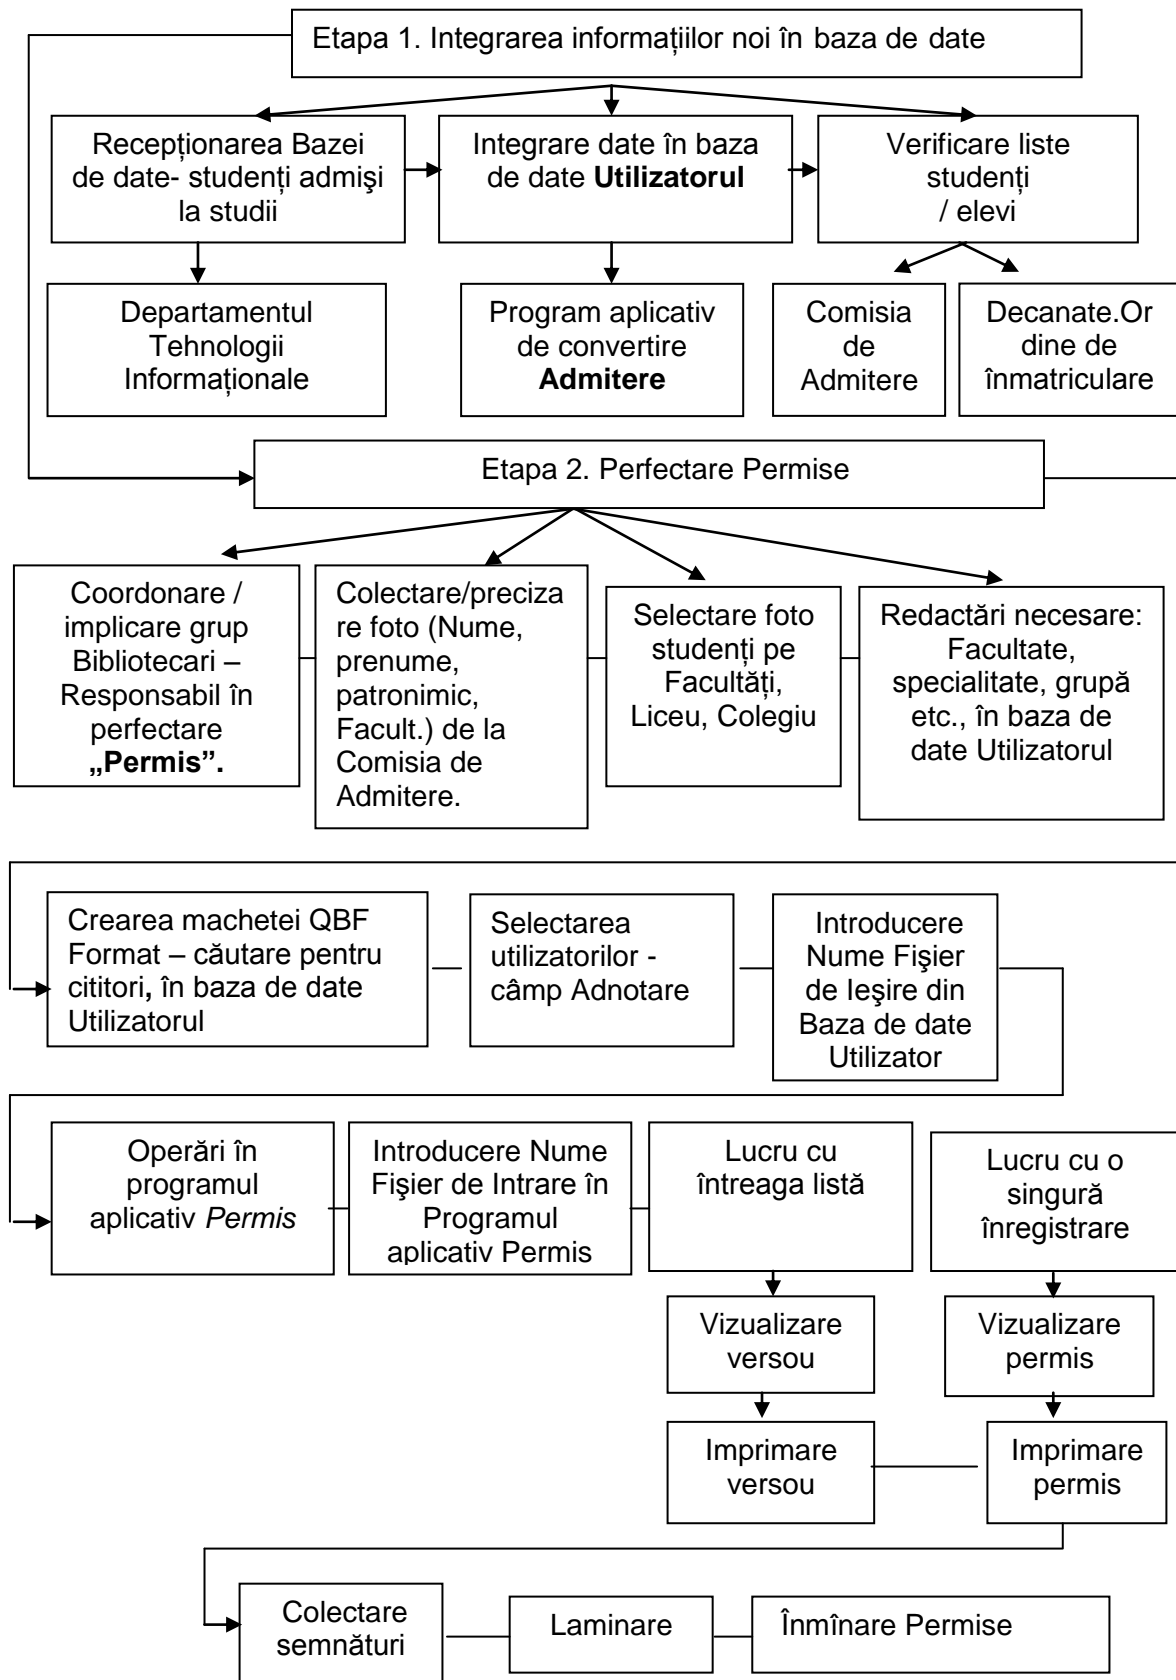 Etapa 1. Integrarea informațiilor noi în baza de date
Recepționarea Bazei
de date- studenți admişi
la studii
Integrare date în baza
de date Utilizatorul
Verificare liste
studenți
/ elevi
Departamentul
Tehnologii
Informaționale
Program aplicativ
de convertire
Admitere
Comisia
de
Admitere
Decanate.Or
dine de
înmatriculare
Etapa 2. Perfectare Permise
Coordonare /
implicare grup
Bibliotecari –
Responsabil în
perfectare
„Permis”.
Colectare/preciza
re foto (Nume,
prenume,
patronimic,
Facult.) de la
Comisia de
Admitere.
Selectare foto
studenți pe
Facultăți,
Liceu, Colegiu
Redactări necesare:
Facultate,
specialitate, grupă
etc., în baza de
date Utilizatorul
Crearea machetei QBF
Format – căutare pentru
cititori, în baza de date
Utilizatorul
Selectarea
utilizatorilor -
câmp Adnotare
Introducere
Nume Fişier
de Ieşire din
Baza de date
Utilizator
Operări în
programul
aplicativ Permis
Introducere Nume
Fişier de Intrare în
Programul
aplicativ Permis
Lucru cu
întreaga listă
Lucru cu o
singură
înregistrare
Vizualizare
versou
Vizualizare
permis
Imprimare
versou
Imprimare
permis
Colectare
semnături
Laminare
Înmînare Permise